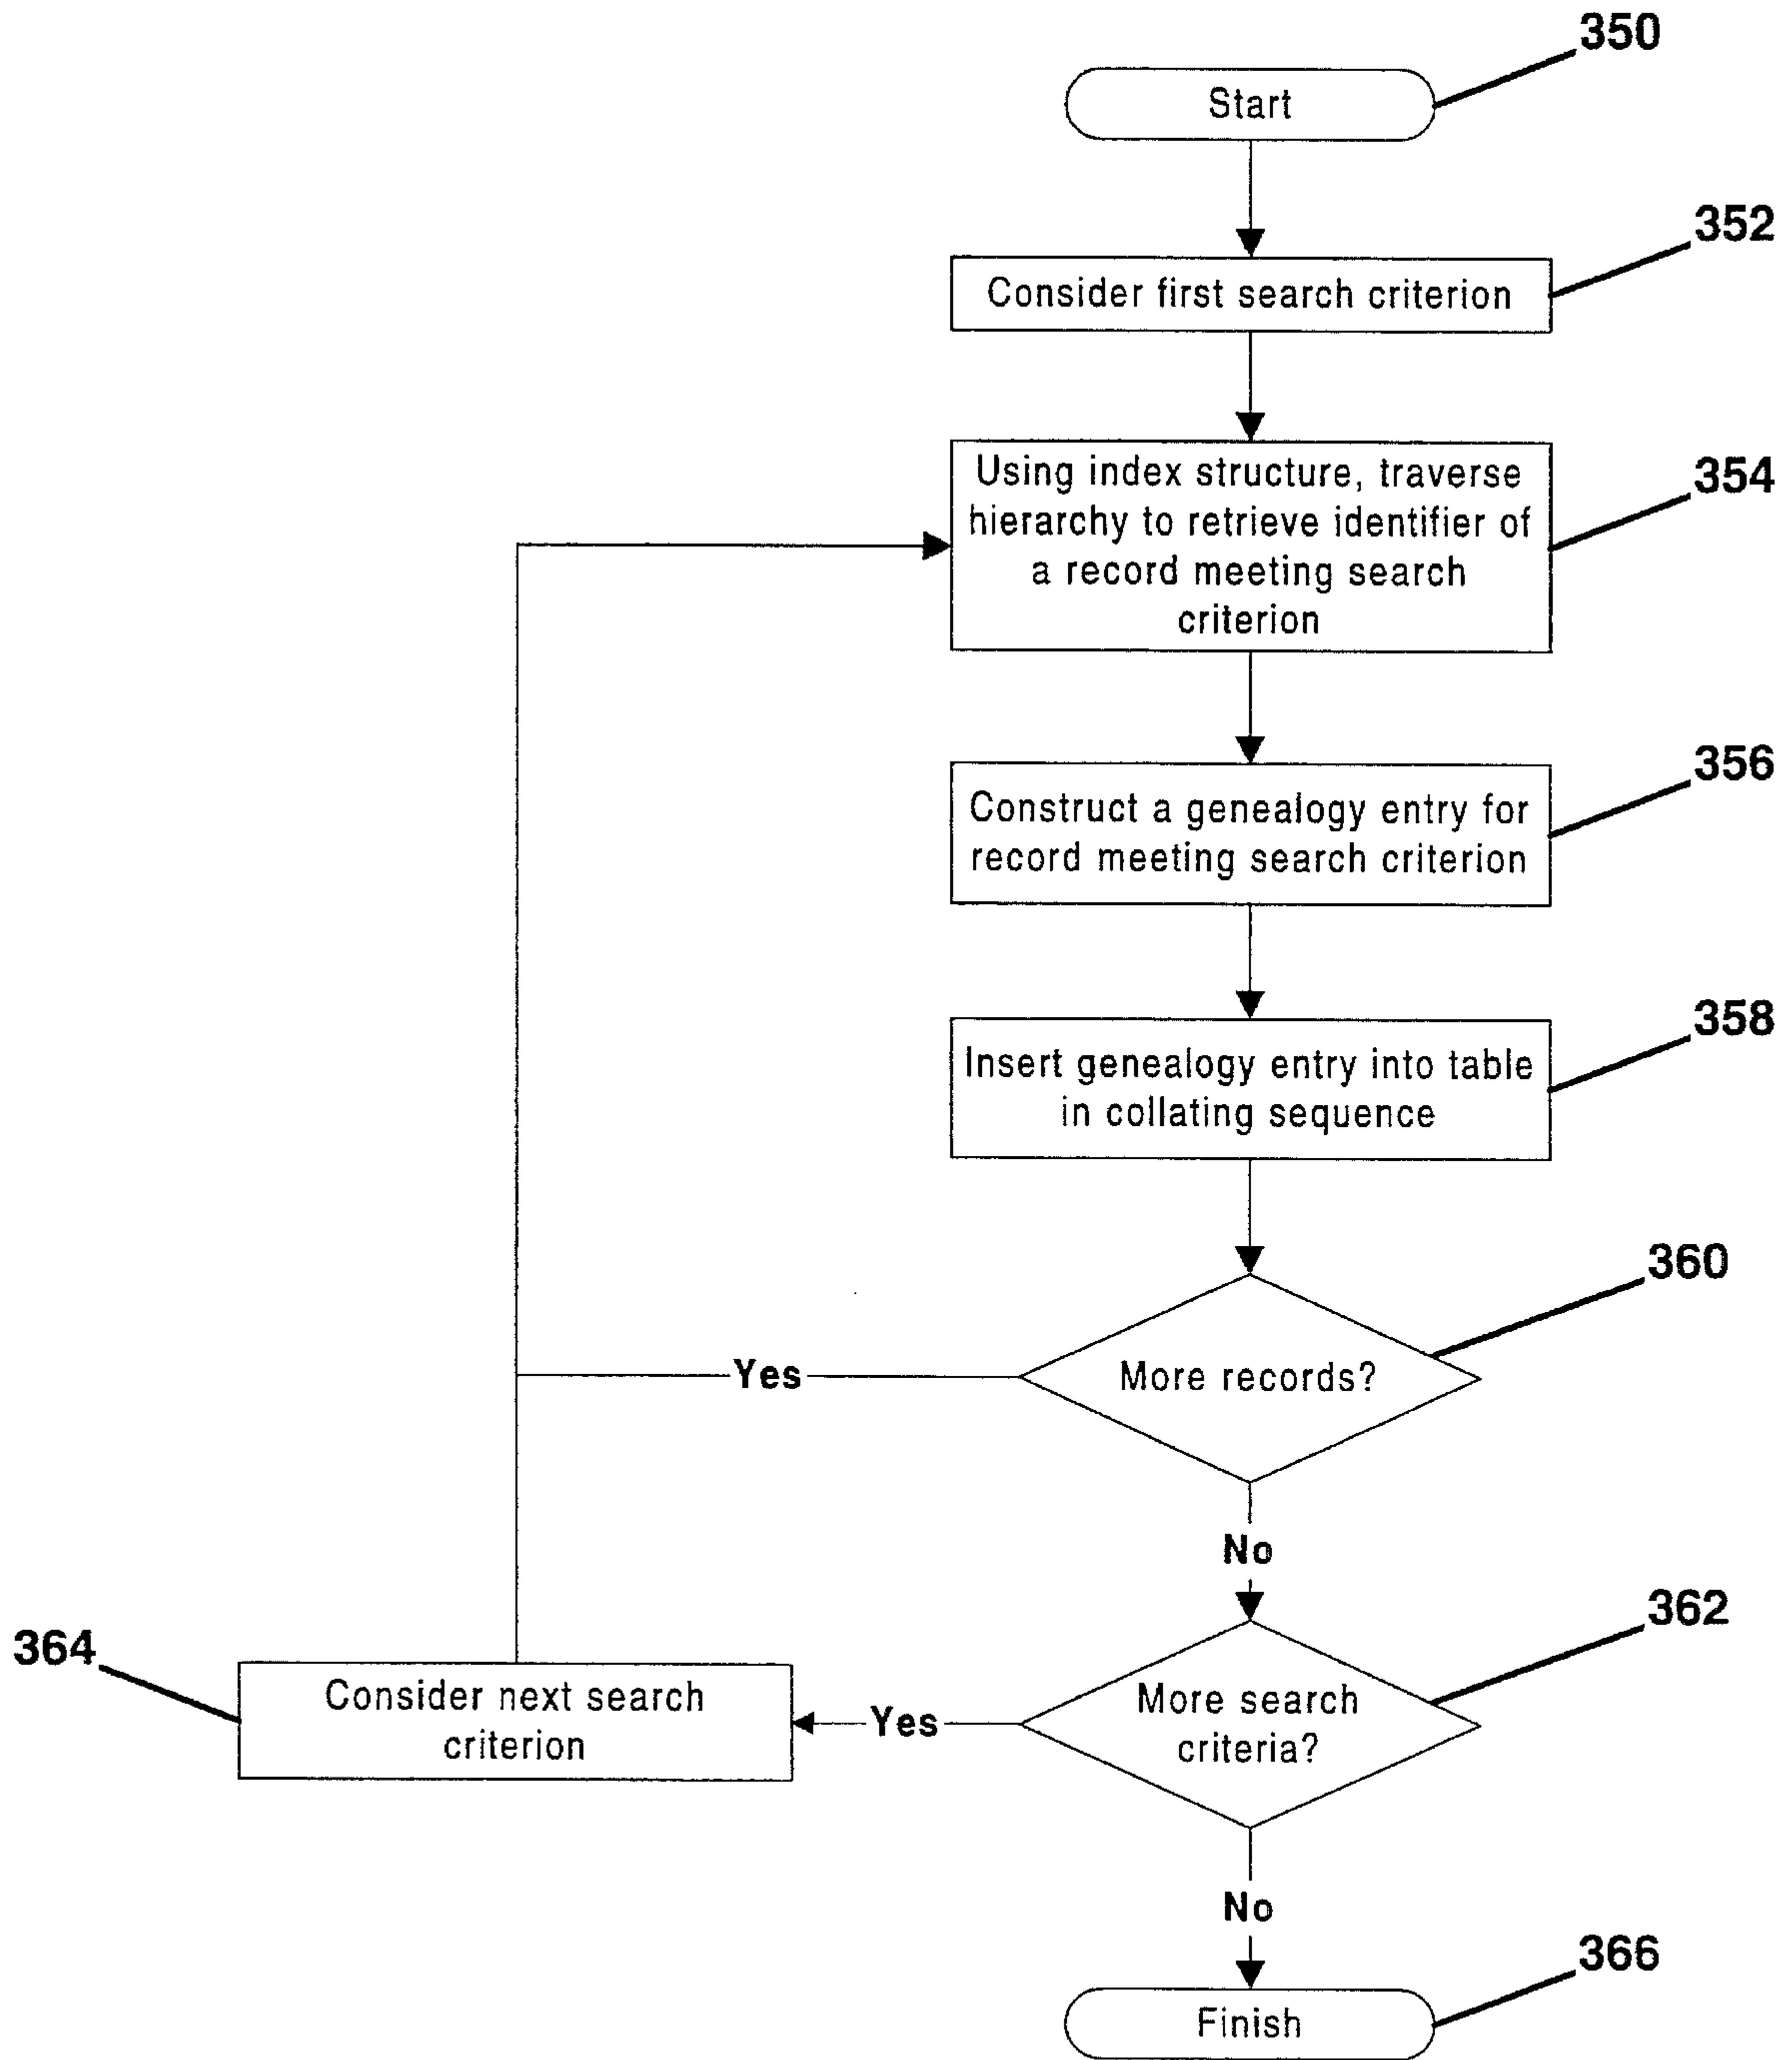 350
Start
352
Consider first search criterion
354
Using index structure, traverse
hierarchy to retrieve identifier of
a record meeting search
criterion
356
Construct a genealogy entry for
record meeting search criterion
358
Insert genealogy entry into table
in collating sequence
360
More records?
Yes
No
362
More search
criteria?
Yes
364
Consider next search
criterion
No
366
Finish